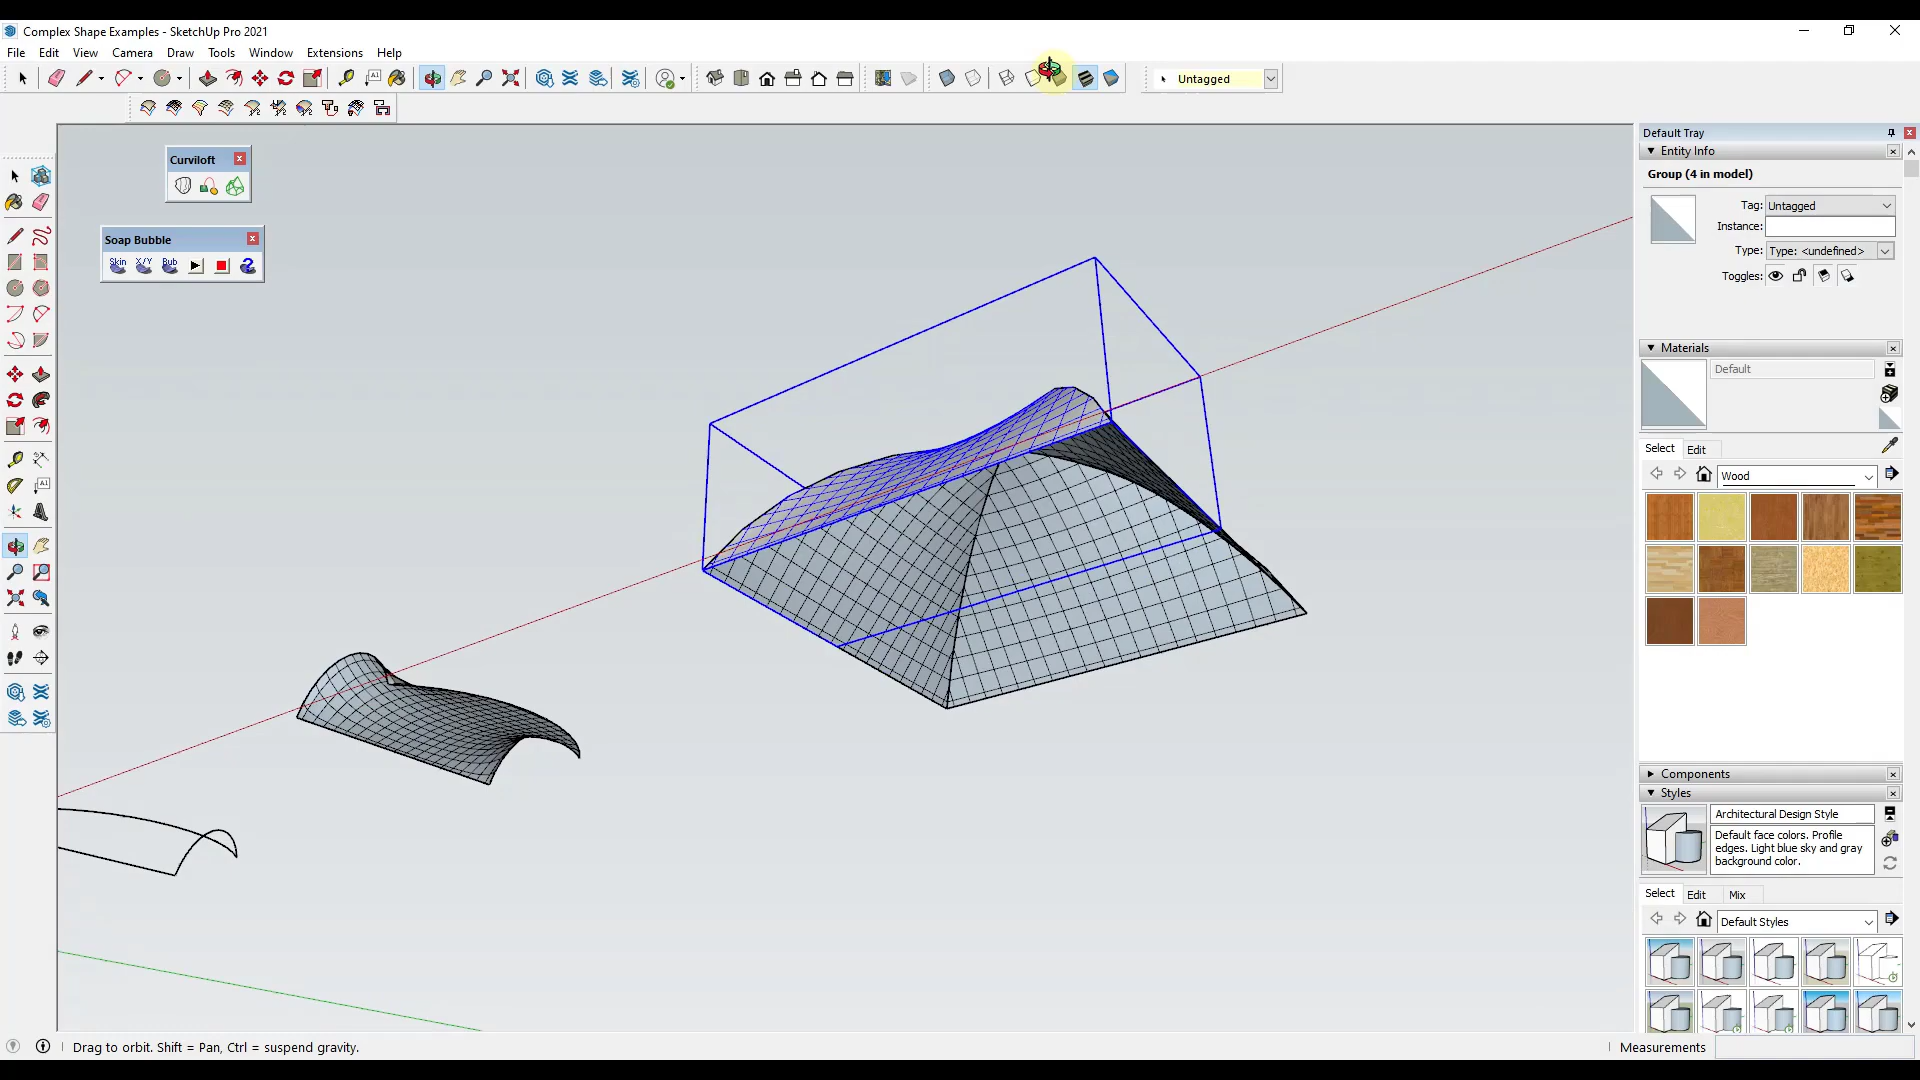 Complex Shape Examples - SketchUp Pro 2021
File Edit View Camera Draw Tools Window Extensions Help
Untagged
Curviloft
Soap Bubble
Skin X/Y Bub
Default Tray
Entity Info
Group (4 in model)
Tag: Untagged
Instance:
Type: Type: <undefined>
Toggles:
Materials
Default
Select Edit
Wood
Components
Styles
Architectural Design Style
Default face colors. Profile
edges. Light blue sky and gray
background color.
Select Edit Mix
Default Styles
Drag to orbit. Shift = Pan, Ctrl = suspend gravity.
Measurements